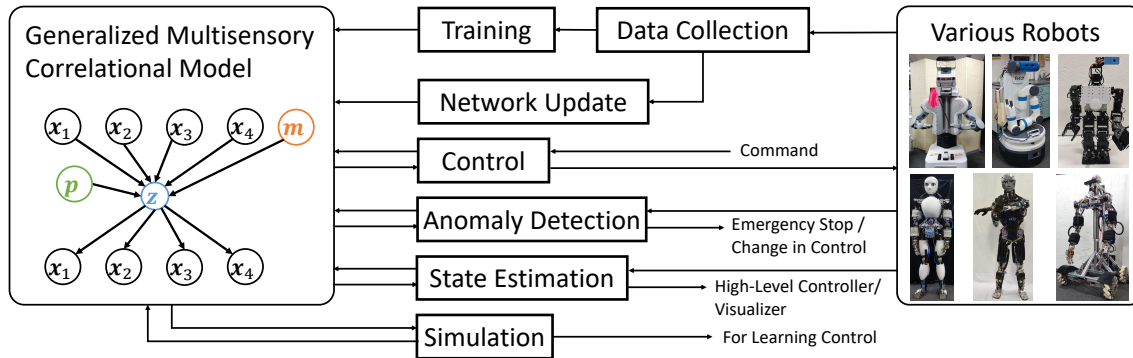 Generalized Multisensory
Correlational Model
x₁ x₂ x₃ x₄ m
p z
x₁ x₂ x₃ x₄
Training
Data Collection
Network Update
Control
Command
Anomaly Detection
Emergency Stop /
Change in Control
State Estimation
High-Level Controller/
Visualizer
Simulation
For Learning Control
Various Robots